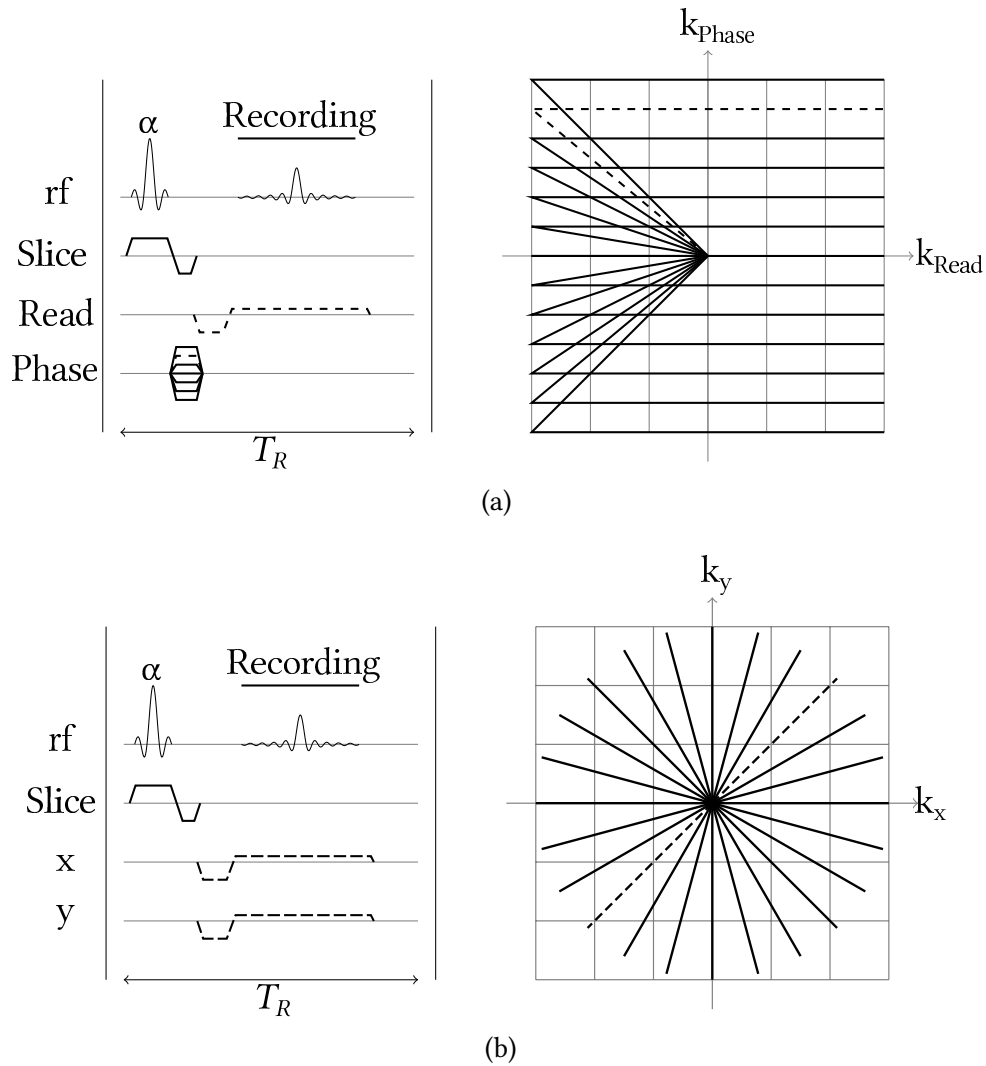 k_Phase
α
Recording
rf
Slice
k_Read
Read
Phase
T_R
(a)
k_y
α
Recording
rf
Slice
k_x
x
y
T_R
(b)